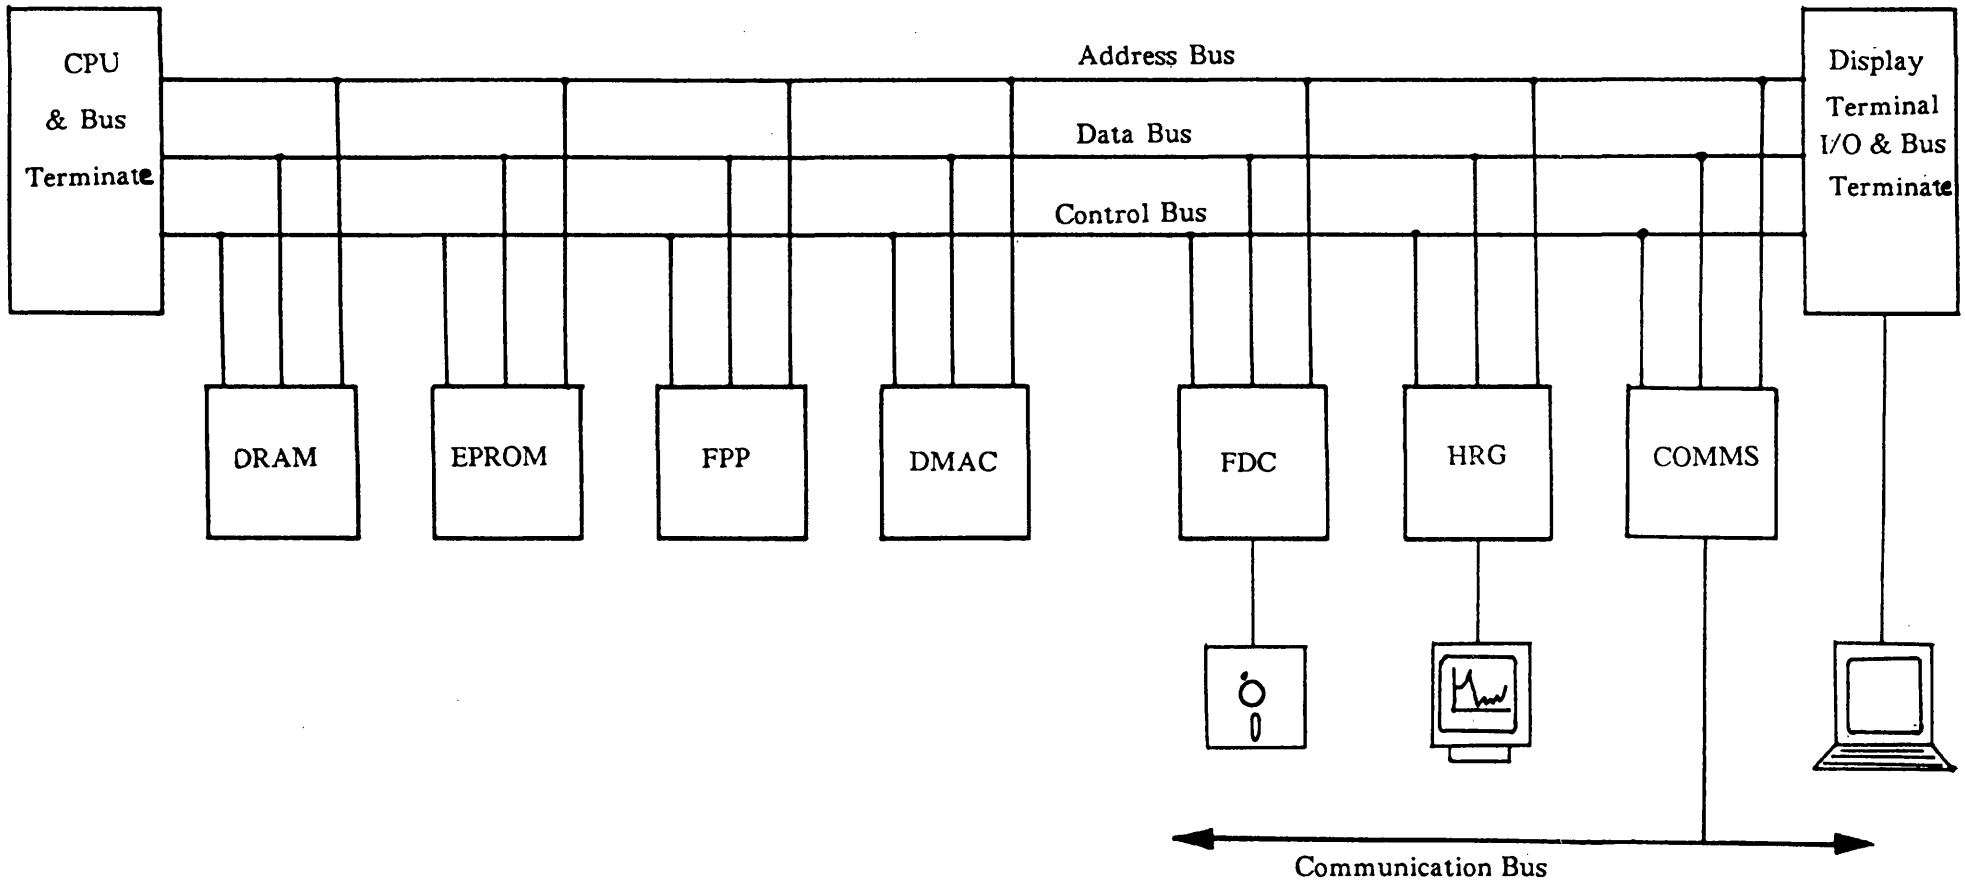 CPU
& Bus
Terminate
Address Bus
Data Bus
Control Bus
Display
Terminal
I/O & Bus
Terminate
DRAM
EPROM
FPP
DMAC
FDC
HRG
COMMS
Communication Bus